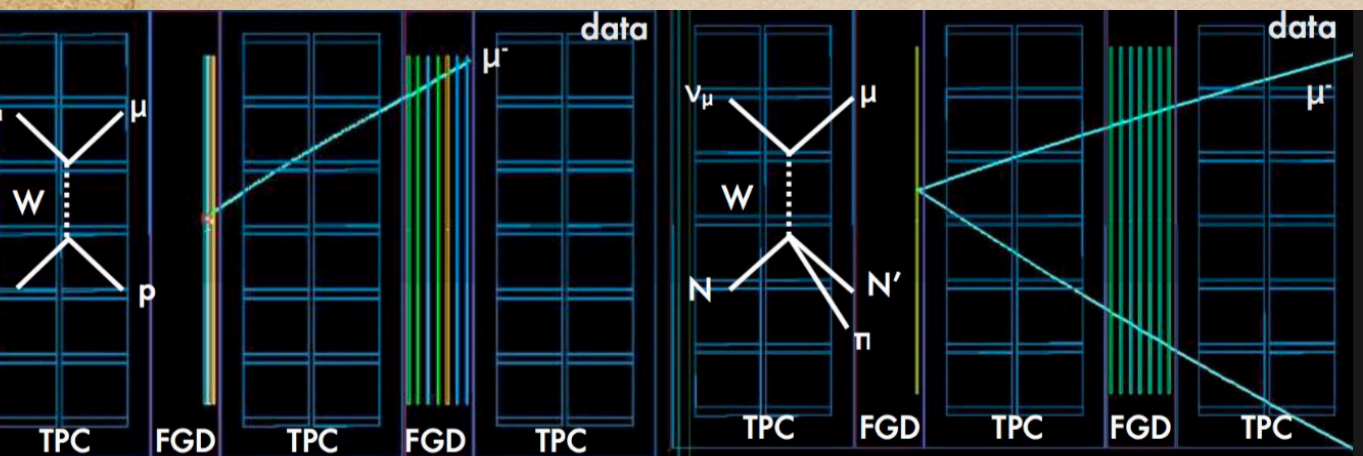 data
μ⁻
μ
W
p
TPC FGD TPC FGD TPC
data
μ⁻
νμ
μ
W
N
N′
π
TPC FGD TPC FGD TPC